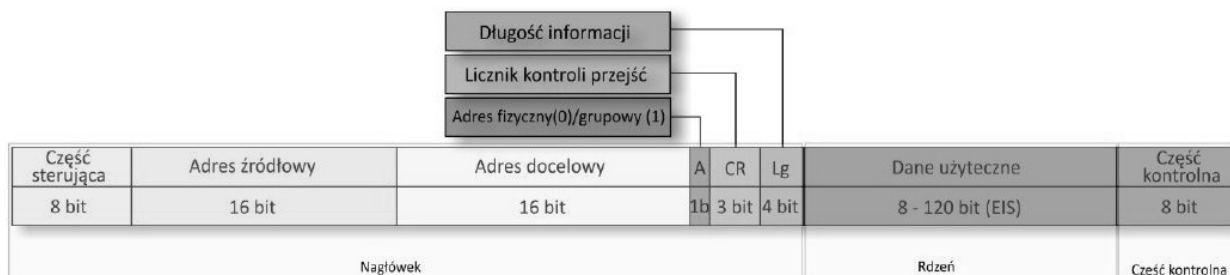 Długość informacji
Licznik kontroli przejść
Adres fizyczny(0)/grupowy (1)
Część sterująca
Adres źródłowy
Adres docelowy
A
CR
Lg
Dane użyteczne
Część kontrolna
8 bit
16 bit
16 bit
1b
3 bit
4 bit
8 - 120 bit (EIS)
8 bit
Nagłówek
Rdzeń
Cześć kontrolna